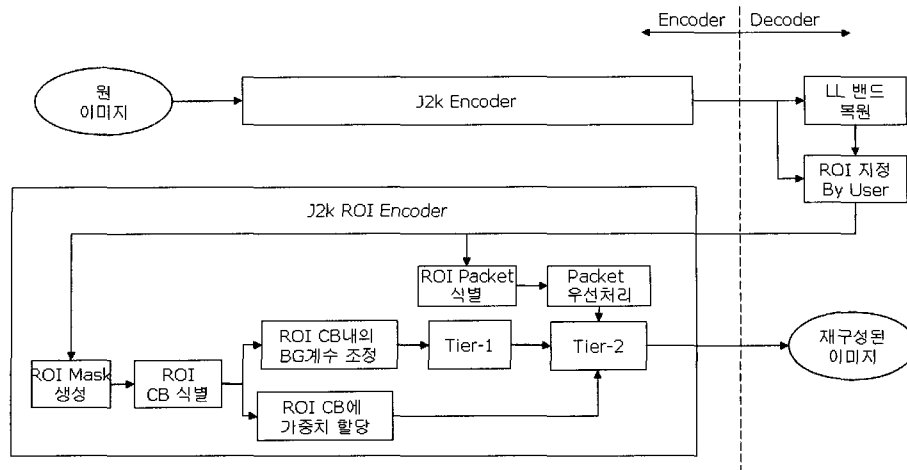 Encoder
Decoder
원
이미지
J2k Encoder
LL 밴드
복원
ROI 지정
By User
J2k ROI Encoder
ROI Packet
식별
Packet
우선처리
ROI CB내의
BG계수 조정
Tier-1
Tier-2
재구성된
이미지
ROI Mask
생성
ROI
CB 식별
ROI CB에
가중치 할당